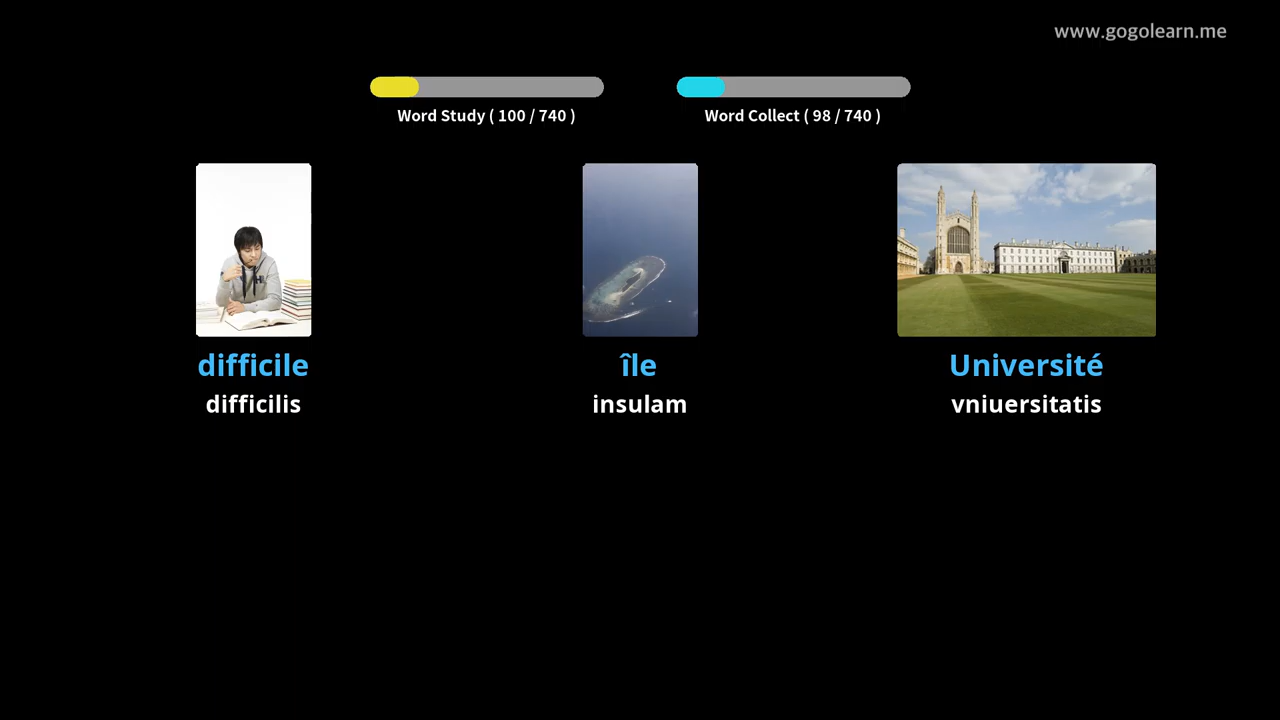 www.gogolearn.me
Word Study ( 100 / 740 )
Word Collect ( 98 / 740 )
difficile
difficilis
île
insulam
Université
vniuersitatis